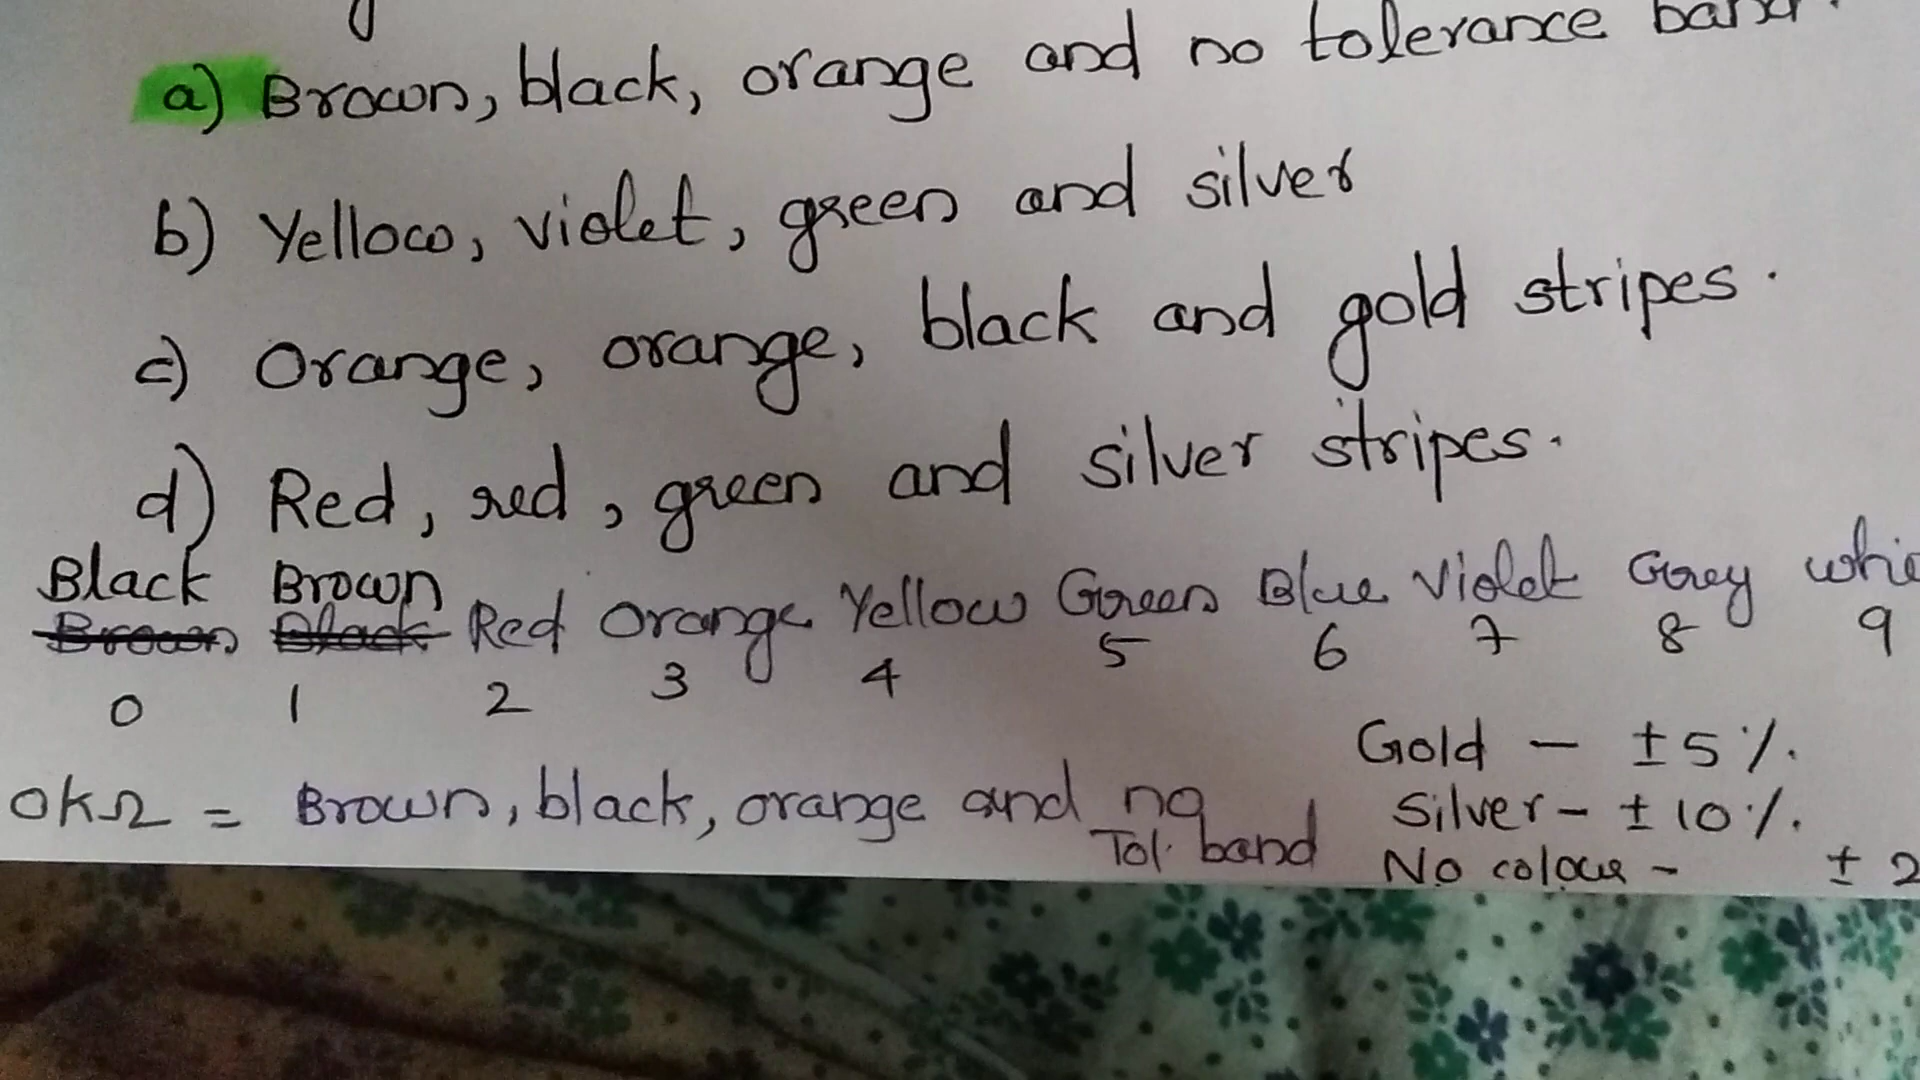 a) Brown, black, orange and no tolerance band.
b) Yellow, violet, green and silver
c) Orange, orange, black and gold stripes.
d) Red, red, green and silver stripes.
Black Brown
Brown Black Red Orange Yellow Green Blue Violet Grey whi
0 1 2 3 4 5 6 7 8 9
Gold - ±5%.
0kΩ = Brown, black, orange and no Tol. band
Silver - ±10%.
No colour - ±2